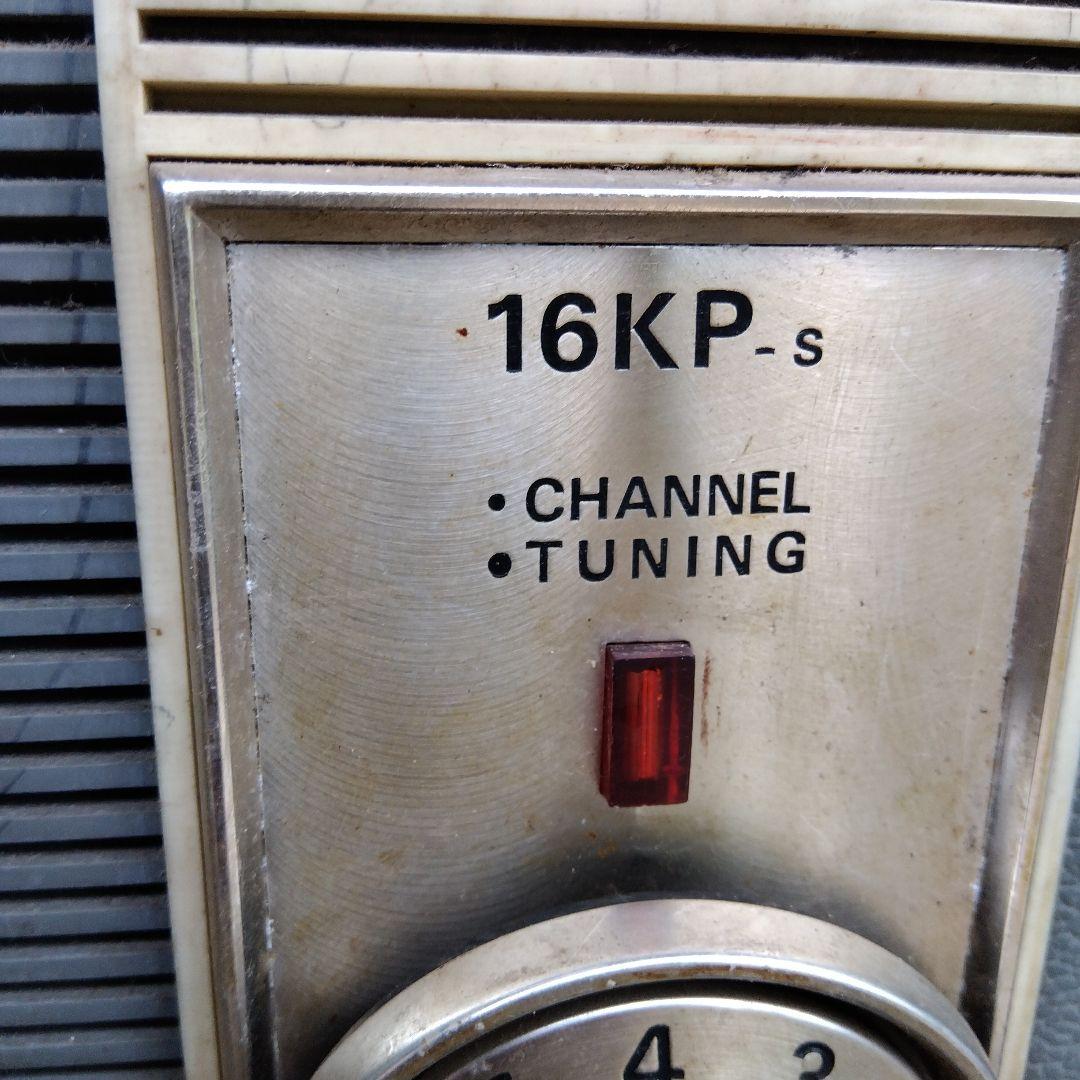 16KP-s
• CHANNEL
• TUNING
4 3